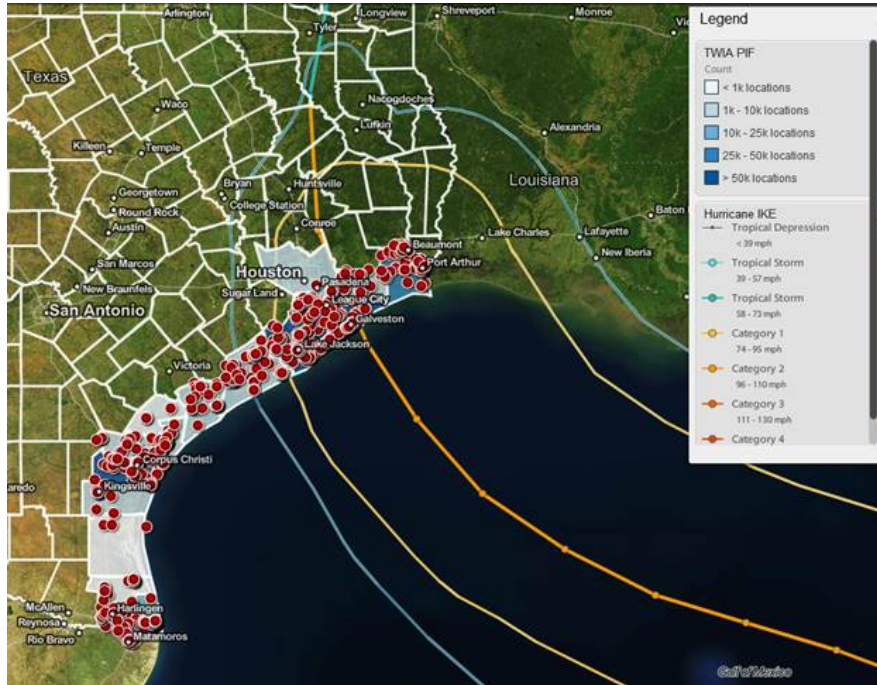 Arlington
Longview
Shreveport
Monroe
Tyler
Texas
Waco
Nacogdoches
Lufkin
Alexandria
Killeen
Temple
Louisiana
Georgetown
Bryan
Huntsville
Round Rock
College Station
Austin
Conroe
Baton
Lake Charles
Lafayette
Beaumont
New Iberia
San Marcos
Houston
Port Arthur
New Braunfels
Pasadena
Sugar Land
League City
San Antonio
Galveston
Lake Jackson
Victoria
Corpus Christi
Kingsville
aredo
McAllen
Harlingen
Reynosa
Rio Bravo
Matamoros
Gulf of Mexico
Legend
TWIA PIF
Count
< 1k locations
1k - 10k locations
10k - 25k locations
25k - 50k locations
> 50k locations
Hurricane IKE
Tropical Depression
< 39 mph
Tropical Storm
39 - 57 mph
Tropical Storm
58 - 73 mph
Category 1
74 - 95 mph
Category 2
96 - 110 mph
Category 3
111 - 130 mph
Category 4